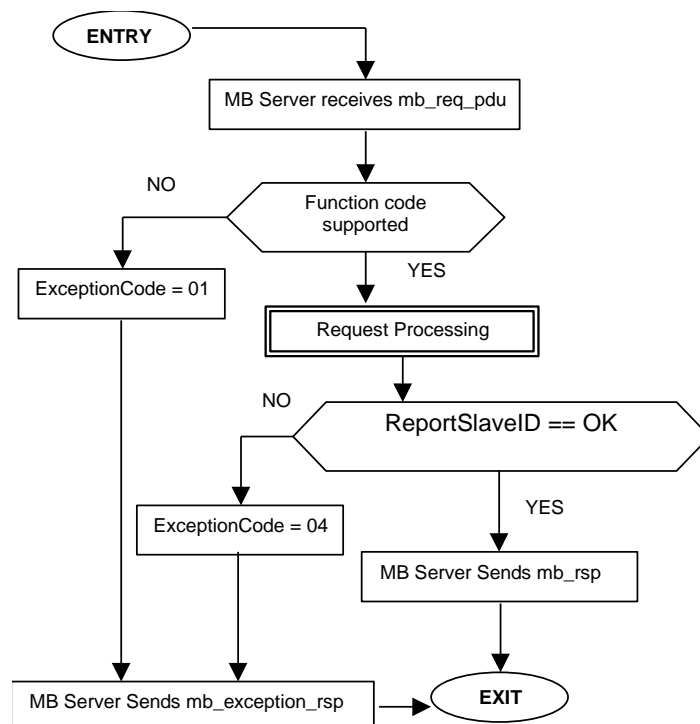 ENTRY
MB Server receives mb_req_pdu
NO
Function code
supported
YES
ExceptionCode = 01
Request Processing
NO
ReportSlaveID == OK
YES
ExceptionCode = 04
MB Server Sends mb_rsp
MB Server Sends mb_exception_rsp
EXIT